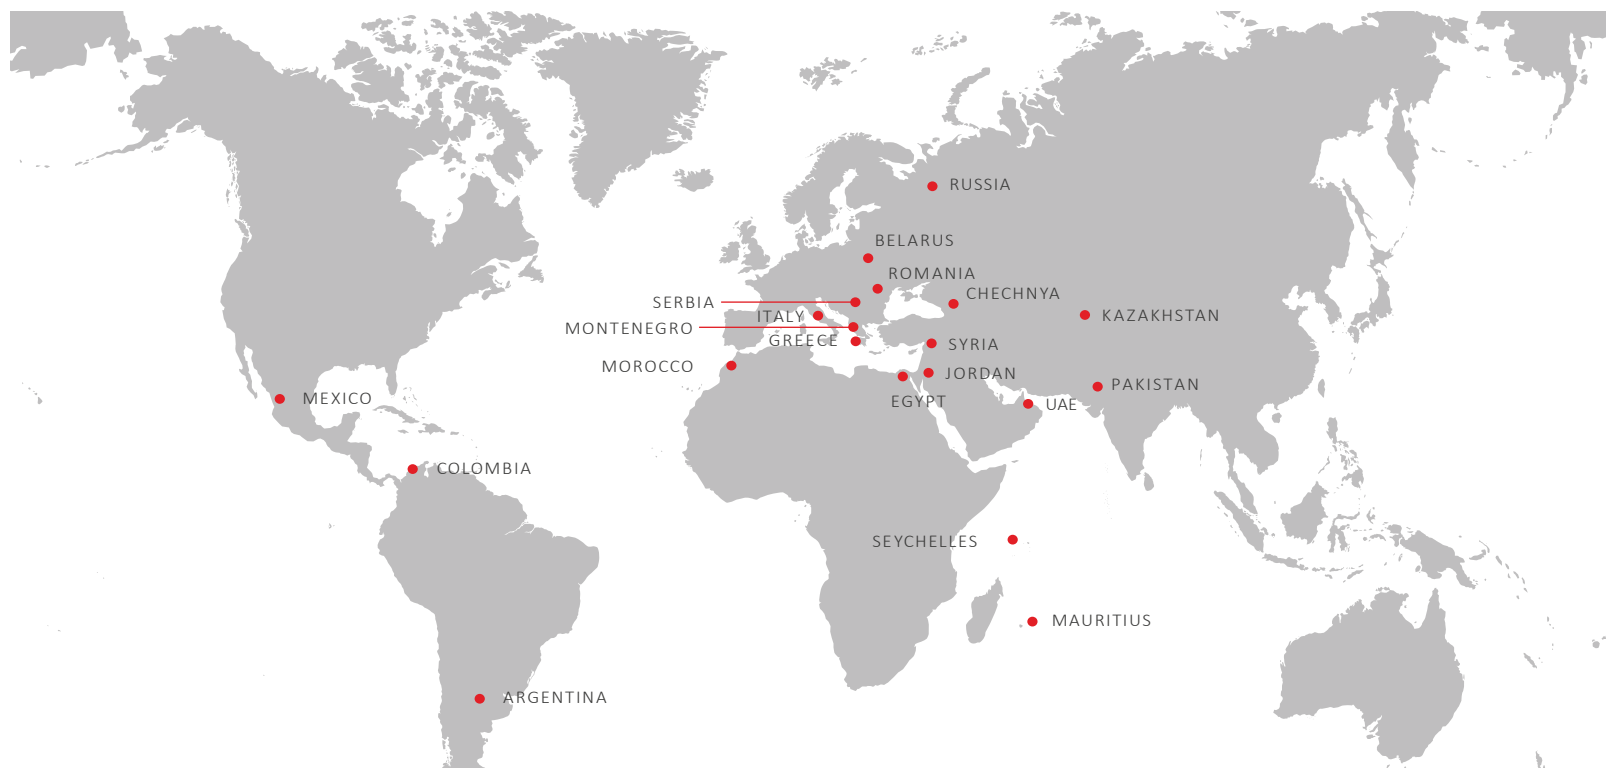 RUSSIA
BELARUS
ROMANIA
CHECHNYA
SERBIA
ITALY
KAZAKHSTAN
MONTENEGRO
GREECE
SYRIA
MOROCCO
JORDAN
PAKISTAN
MEXICO
EGYPT
UAE
COLOMBIA
SEYCHELLES
MAURITIUS
ARGENTINA